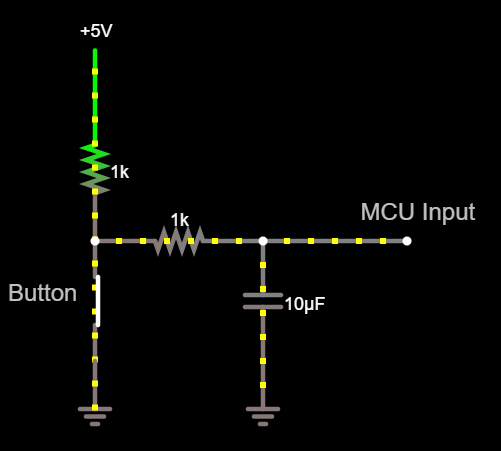 +5V
1k
1k
MCU Input
Button
10µF